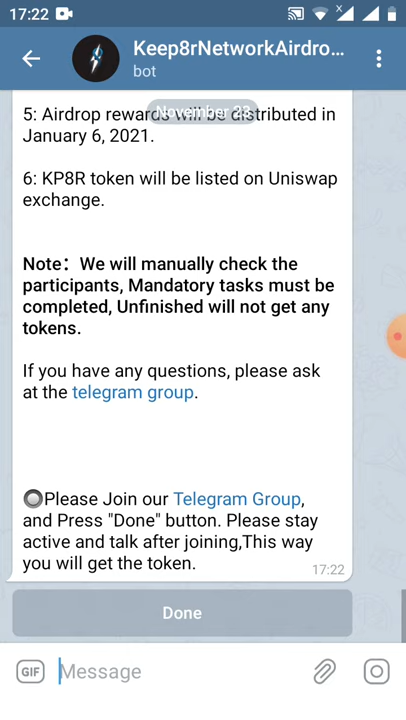 17:22
Keep8rNetworkAirdro...
bot
November 23
5: Airdrop rewards will be distributed in
January 6, 2021.
6: KP8R token will be listed on Uniswap
exchange.
Note：We will manually check the
participants, Mandatory tasks must be
completed, Unfinished will not get any
tokens.
If you have any questions, please ask
at the telegram group.
🔘Please Join our Telegram Group,
and Press "Done" button. Please stay
active and talk after joining,This way
you will get the token.
17:22
Done
GIF
Message